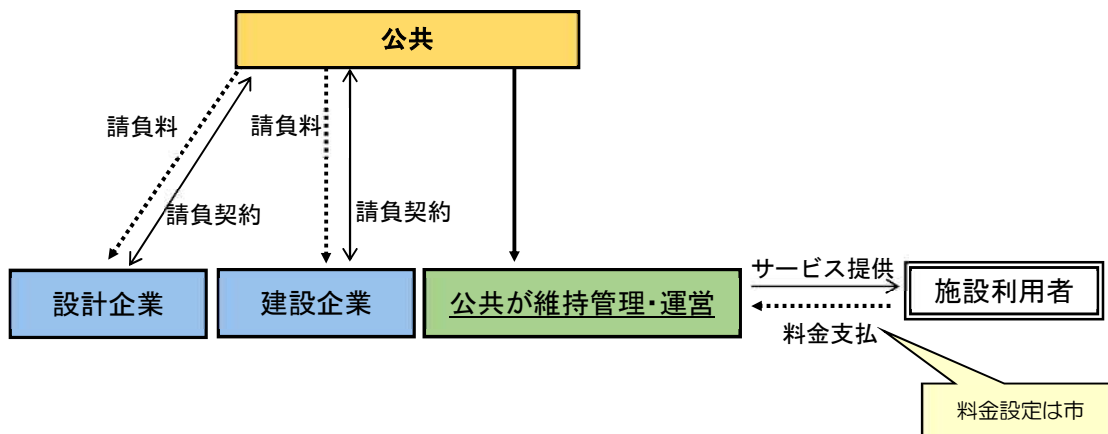 公共
請負料
請負料
請負契約
請負契約
設計企業
建設企業
公共が維持管理・運営
サービス提供
施設利用者
料金支払
料金設定は市